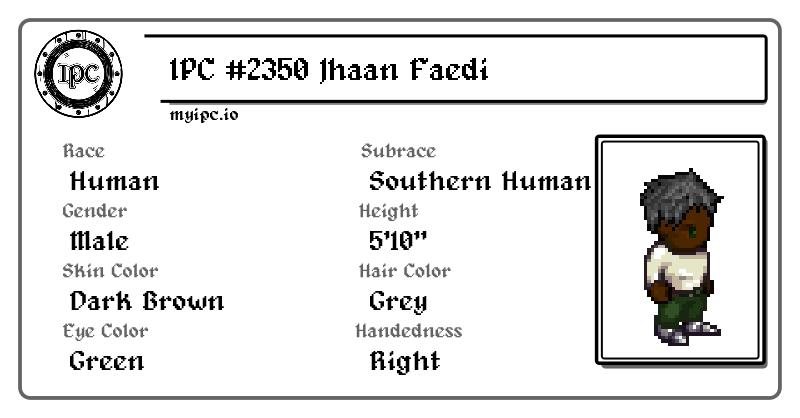 IPC
IPC #2350 Jhaan Faedi
myipc.io
Race
Subrace
Human
Southern Human
Gender
Height
Male
5'10"
Skin Color
Hair Color
Dark Brown
Grey
Eye Color
Handedness
Green
Right